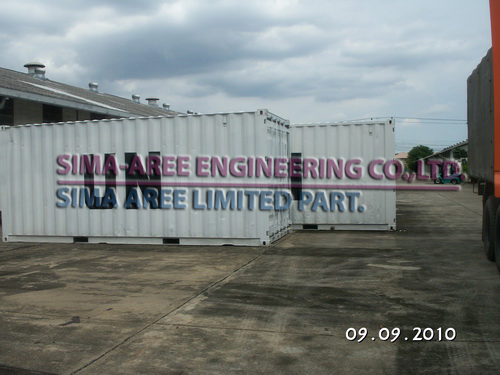 SIMA-AREE ENGINEERING CO,.LTD
SIMA AREE LIMITED PART.
09.09.2010